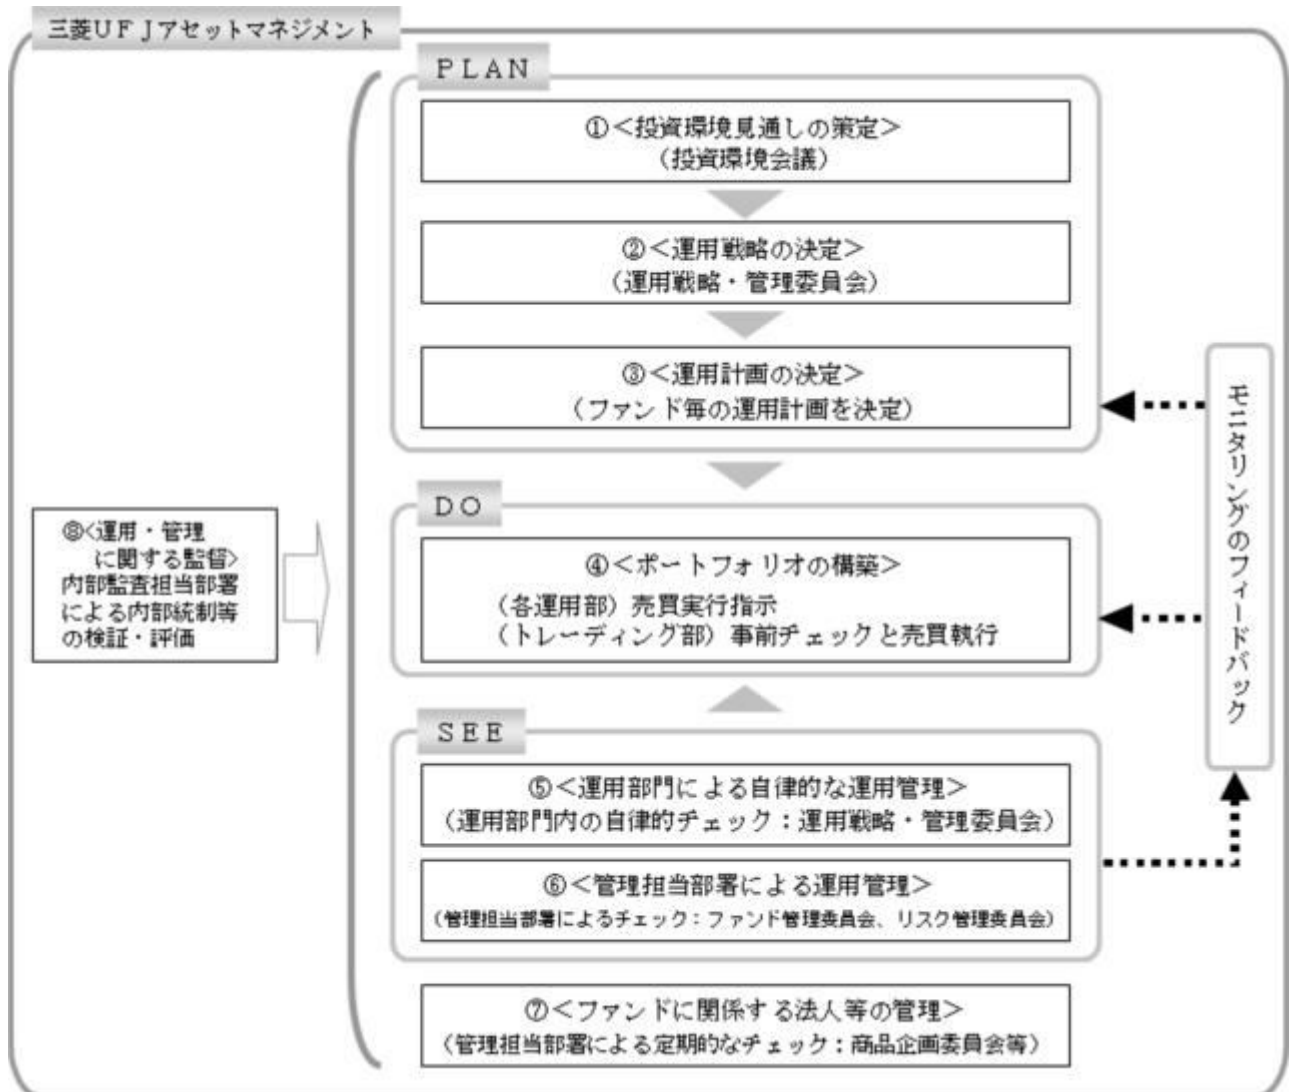 三菱UFJアセットマネジメント
PLAN
①<投資環境見通しの策定>
(投資環境会議)
②<運用戦略の決定>
(運用戦略・管理委員会)
③<運用計画の決定>
(ファンド毎の運用計画を決定)
DO
④<ポートフォリオの構築>
(各運用部)売買実行指示
(トレーディング部)事前チェックと売買執行
SEE
⑤<運用部門による自律的な運用管理>
(運用部門内の自律的チェック:運用戦略・管理委員会)
⑥<管理担当部署による運用管理>
(管理担当部署によるチェック:ファンド管理委員会、リスク管理委員会)
⑦<ファンドに関係する法人等の管理>
(管理担当部署による定期的なチェック:商品企画委員会等)
⑧<運用・管理
に関する監督>
内部監査担当部署
による内部統制等
の検証・評価
モニタリングのフィードバック